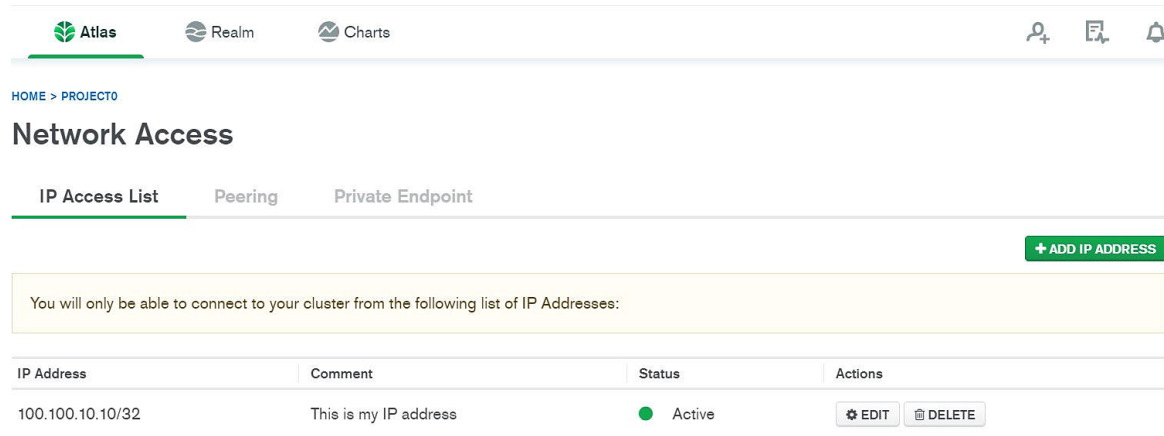 Atlas Realm Charts
HOME > PROJECT0
Network Access
IP Access List Peering Private Endpoint
+ ADD IP ADDRESS
You will only be able to connect to your cluster from the following list of IP Addresses:
IP Address Comment Status Actions
100.100.10.10/32 This is my IP address Active EDIT DELETE